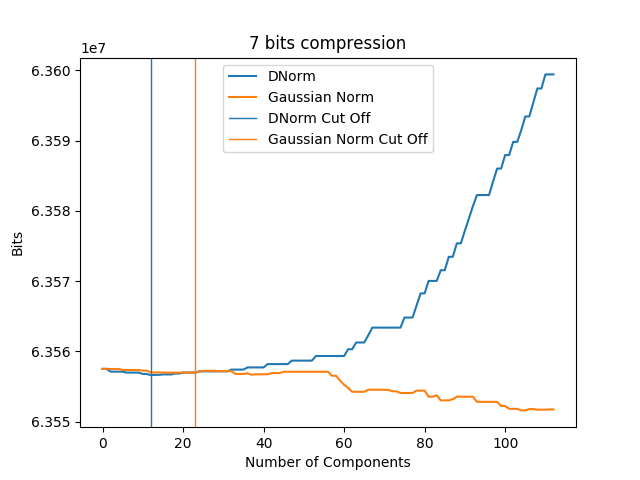 7 bits compression
1e7
6.360
6.359
6.358
6.357
6.356
6.355
Bits
DNorm
Gaussian Norm
DNorm Cut Off
Gaussian Norm Cut Off
0 20 40 60 80 100
Number of Components